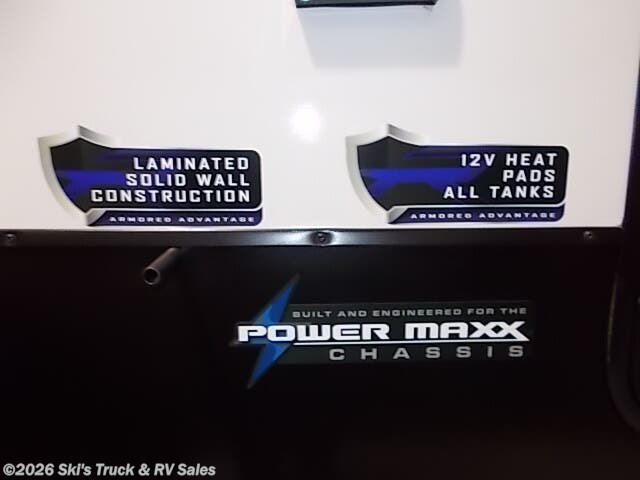 LAMINATED
SOLID WALL
CONSTRUCTION
ARMORED ADVANTAGE
12V HEAT
PADS
ALL TANKS
ARMORED ADVANTAGE
BUILT AND ENGINEERED FOR THE
POWER MAXX
CHASSIS
©2026 Ski's Truck & RV Sales